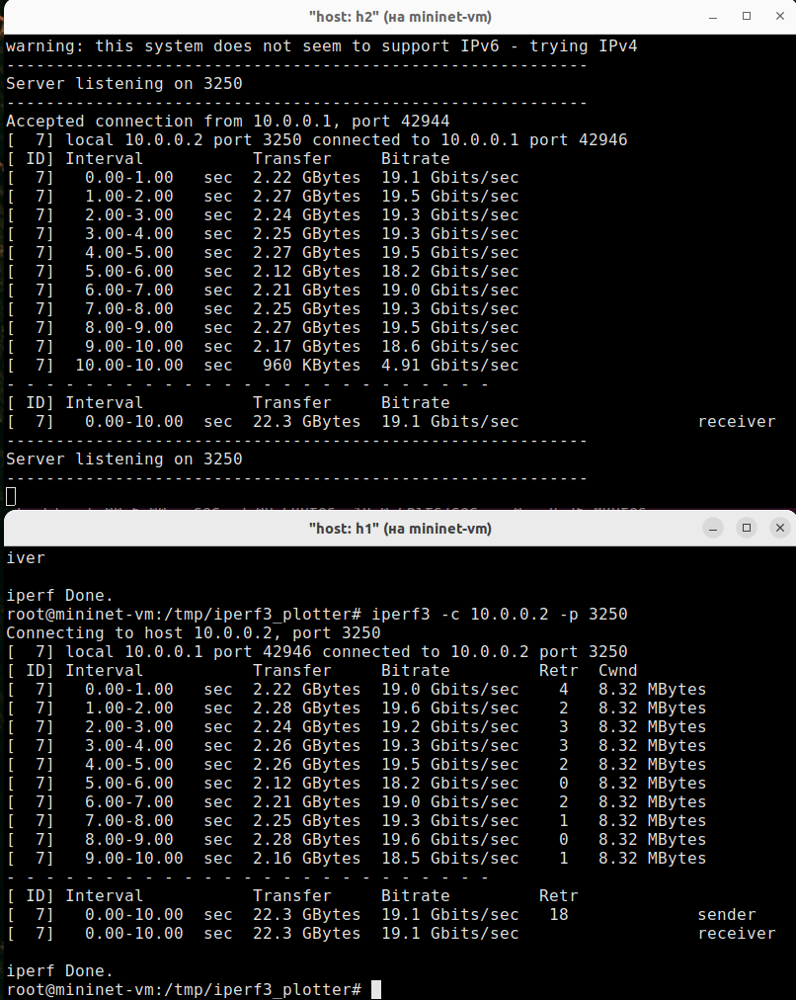 "host: h2" (на mininet-vm)
warning: this system does not seem to support IPv6 - trying IPv4
-----------------------------------------------------------
Server listening on 3250
-----------------------------------------------------------
Accepted connection from 10.0.0.1, port 42944
[  7] local 10.0.0.2 port 3250 connected to 10.0.0.1 port 42946
[ ID] Interval           Transfer     Bitrate
[  7]   0.00-1.00   sec  2.22 GBytes  19.1 Gbits/sec
[  7]   1.00-2.00   sec  2.27 GBytes  19.5 Gbits/sec
[  7]   2.00-3.00   sec  2.24 GBytes  19.3 Gbits/sec
[  7]   3.00-4.00   sec  2.25 GBytes  19.3 Gbits/sec
[  7]   4.00-5.00   sec  2.27 GBytes  19.5 Gbits/sec
[  7]   5.00-6.00   sec  2.12 GBytes  18.2 Gbits/sec
[  7]   6.00-7.00   sec  2.21 GBytes  19.0 Gbits/sec
[  7]   7.00-8.00   sec  2.25 GBytes  19.3 Gbits/sec
[  7]   8.00-9.00   sec  2.27 GBytes  19.5 Gbits/sec
[  7]   9.00-10.00  sec  2.17 GBytes  18.6 Gbits/sec
[  7]  10.00-10.00  sec   960 KBytes  4.91 Gbits/sec
- - - - - - - - - - - - - - - - - - - - - - - - -
[ ID] Interval           Transfer     Bitrate
[  7]   0.00-10.00  sec  22.3 GBytes  19.1 Gbits/sec                  receiver
-----------------------------------------------------------
Server listening on 3250
-----------------------------------------------------------
"host: h1" (на mininet-vm)
iver
iperf Done.
root@mininet-vm:/tmp/iperf3_plotter# iperf3 -c 10.0.0.2 -p 3250
Connecting to host 10.0.0.2, port 3250
[  7] local 10.0.0.1 port 42946 connected to 10.0.0.2 port 3250
[ ID] Interval           Transfer     Bitrate         Retr  Cwnd
[  7]   0.00-1.00   sec  2.22 GBytes  19.0 Gbits/sec    4   8.32 MBytes
[  7]   1.00-2.00   sec  2.28 GBytes  19.6 Gbits/sec    2   8.32 MBytes
[  7]   2.00-3.00   sec  2.24 GBytes  19.2 Gbits/sec    3   8.32 MBytes
[  7]   3.00-4.00   sec  2.26 GBytes  19.3 Gbits/sec    3   8.32 MBytes
[  7]   4.00-5.00   sec  2.26 GBytes  19.5 Gbits/sec    2   8.32 MBytes
[  7]   5.00-6.00   sec  2.12 GBytes  18.2 Gbits/sec    0   8.32 MBytes
[  7]   6.00-7.00   sec  2.21 GBytes  19.0 Gbits/sec    2   8.32 MBytes
[  7]   7.00-8.00   sec  2.25 GBytes  19.3 Gbits/sec    1   8.32 MBytes
[  7]   8.00-9.00   sec  2.28 GBytes  19.6 Gbits/sec    0   8.32 MBytes
[  7]   9.00-10.00  sec  2.16 GBytes  18.5 Gbits/sec    1   8.32 MBytes
- - - - - - - - - - - - - - - - - - - - - - - - -
[ ID] Interval           Transfer     Bitrate         Retr
[  7]   0.00-10.00  sec  22.3 GBytes  19.1 Gbits/sec   18             sender
[  7]   0.00-10.00  sec  22.3 GBytes  19.1 Gbits/sec                  receiver
iperf Done.
root@mininet-vm:/tmp/iperf3_plotter#